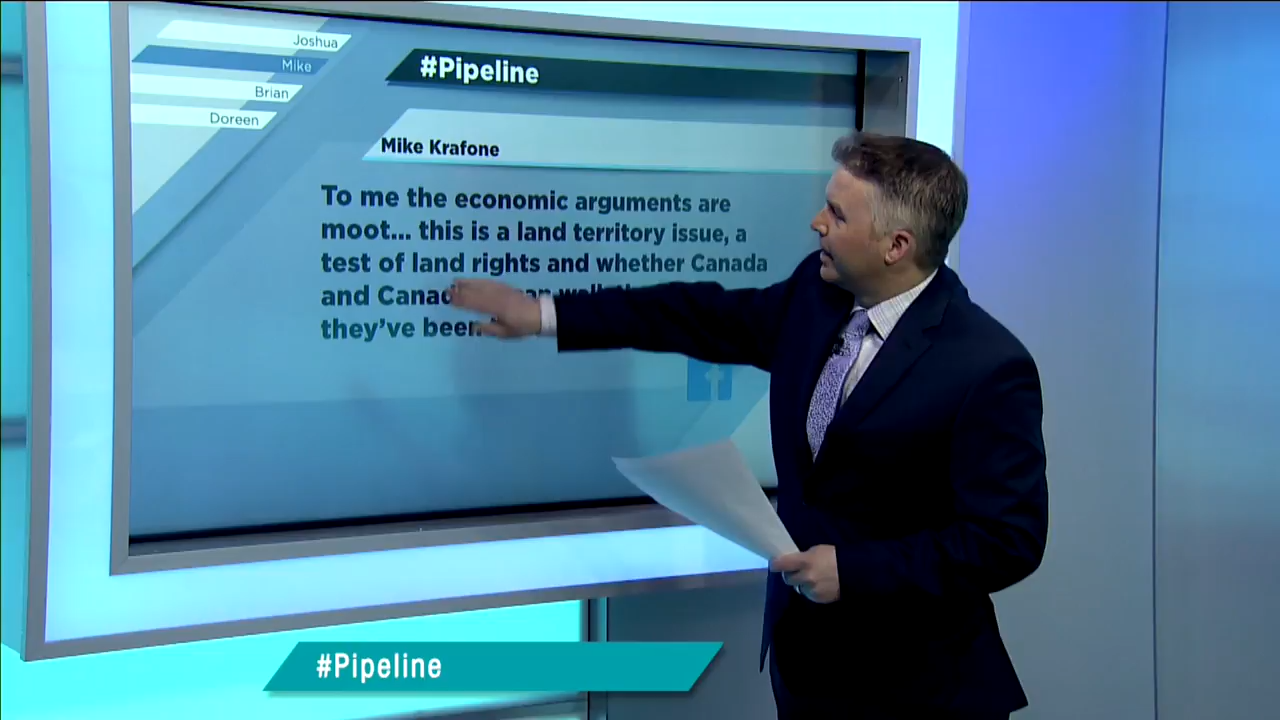 Joshua
Mike
Brian
Doreen
#Pipeline
Mike Krafone
To me the economic arguments are
moot... this is a land territory issue, a
test of land rights and whether Canada
and
they've been
#Pipeline